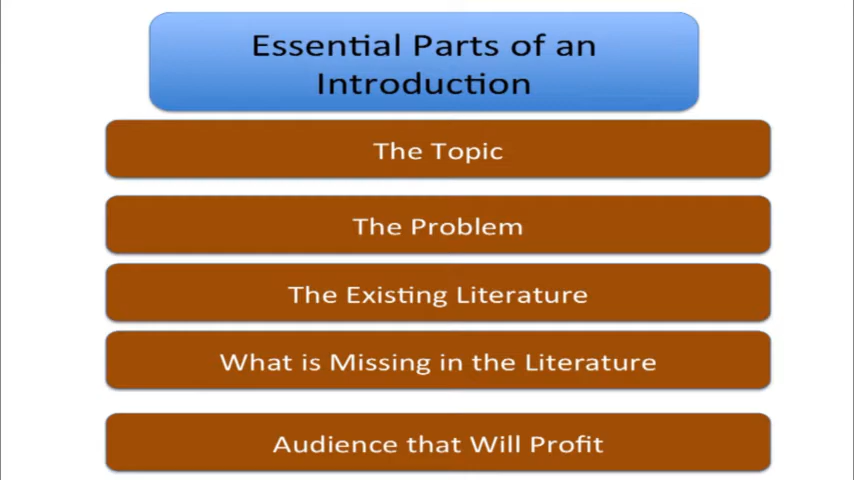 Essential Parts of an
Introduction
The Topic
The Problem
The Existing Literature
What is Missing in the Literature
Audience that Will Profit